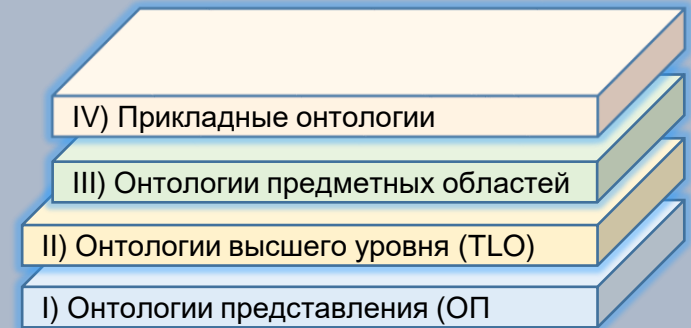 IV) Прикладные онтологии
III) Онтологии предметных областей
II) Онтологии высшего уровня (TLO)
I) Онтологии представления (ОП